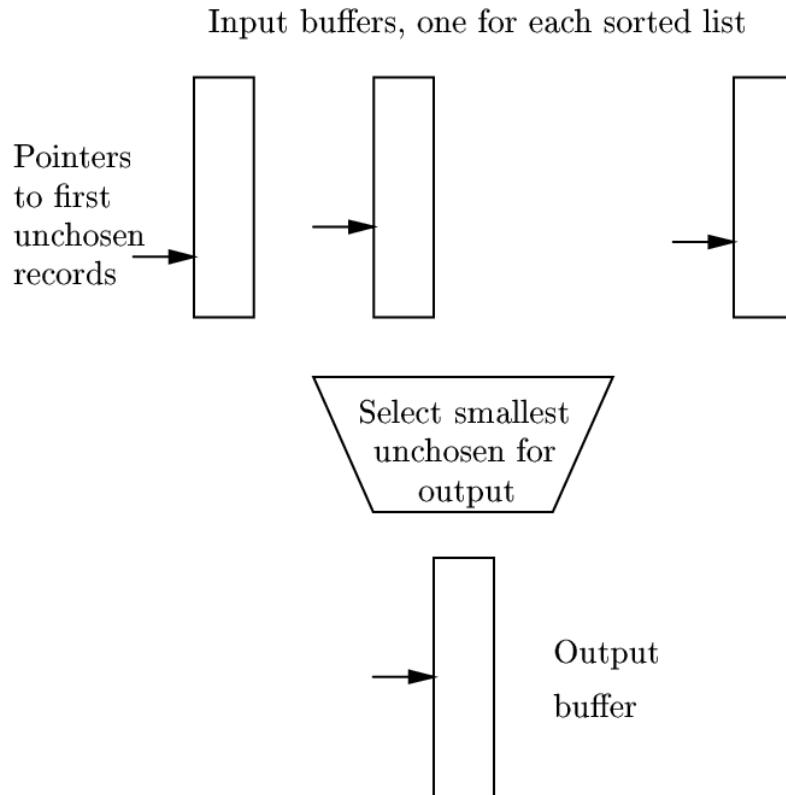 Input buffers, one for each sorted list
Pointers
to first
unchosen
records
Select smallest
unchosen for
output
Output
buffer